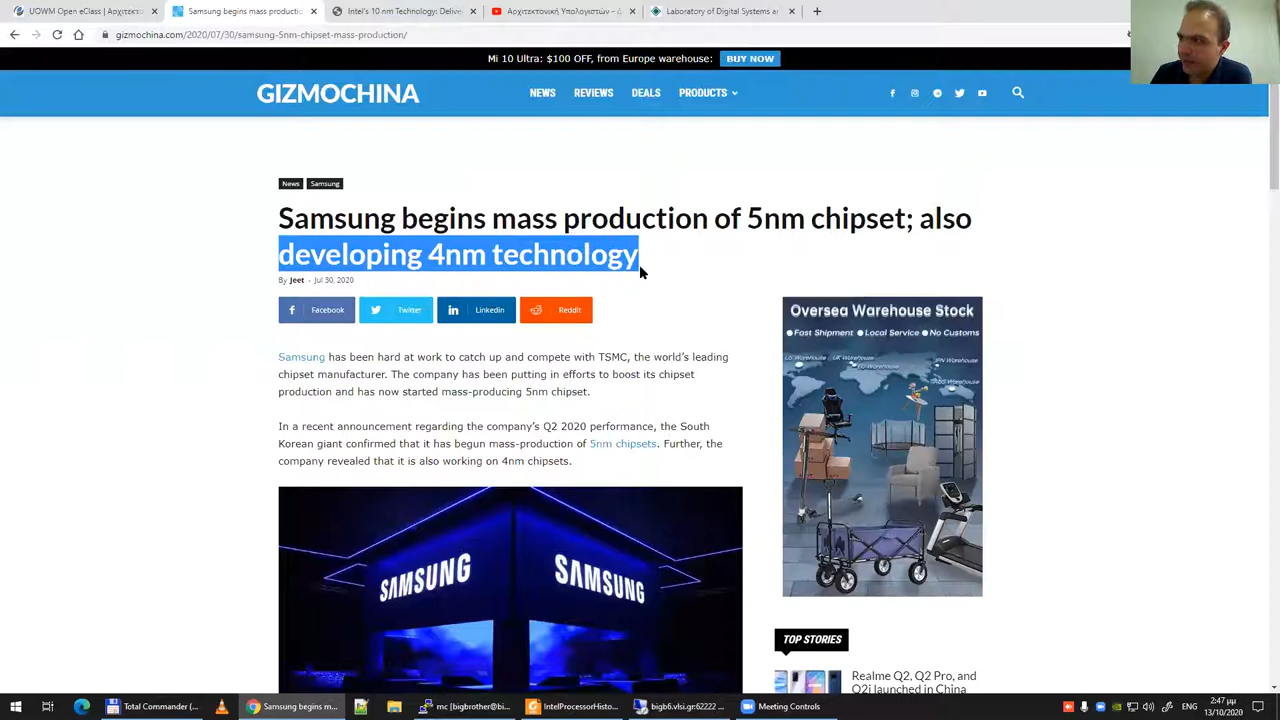 UOWM Open eClass | Αρχιτεκτ
Samsung begins mass producti
Intel's 10 nm Technology: Delive
Αρχιτεκτονική Υπολογιστών - Δ
Laboratory of Digital Systems an
gizmochina.com/2020/07/30/samsung-5nm-chipset-mass-production/
Mi 10 Ultra: $100 OFF, from Europe warehouse: BUY NOW
GIZMOCHINA
NEWS REVIEWS DEALS PRODUCTS
News Samsung
Samsung begins mass production of 5nm chipset; also
developing 4nm technology
By Jeet - Jul 30, 2020
Facebook Twitter Linkedin ReddIt
Samsung has been hard at work to catch up and compete with TSMC, the world's leading
chipset manufacturer. The company has been putting in efforts to boost its chipset
production and has now started mass-producing 5nm chipset.
In a recent announcement regarding the company's Q2 2020 performance, the South
Korean giant confirmed that it has begun mass-production of 5nm chipsets. Further, the
company revealed that it is also working on 4nm chipsets.
SAMSUNG SAMSUNG
Oversea Warehouse Stock
Fast Shipment Local Service No Customs
UK Warehouse
TOP STORIES
Realme Q2, Q2 Pro, and
Q2i launched in China
Total Commander (
Samsung begins m...
mc [bigbrother@bi...
IntelProcessorHisto...
bigb6.vlsi.gr:62222
Meeting Controls
2:47 μμ
13/10/2020